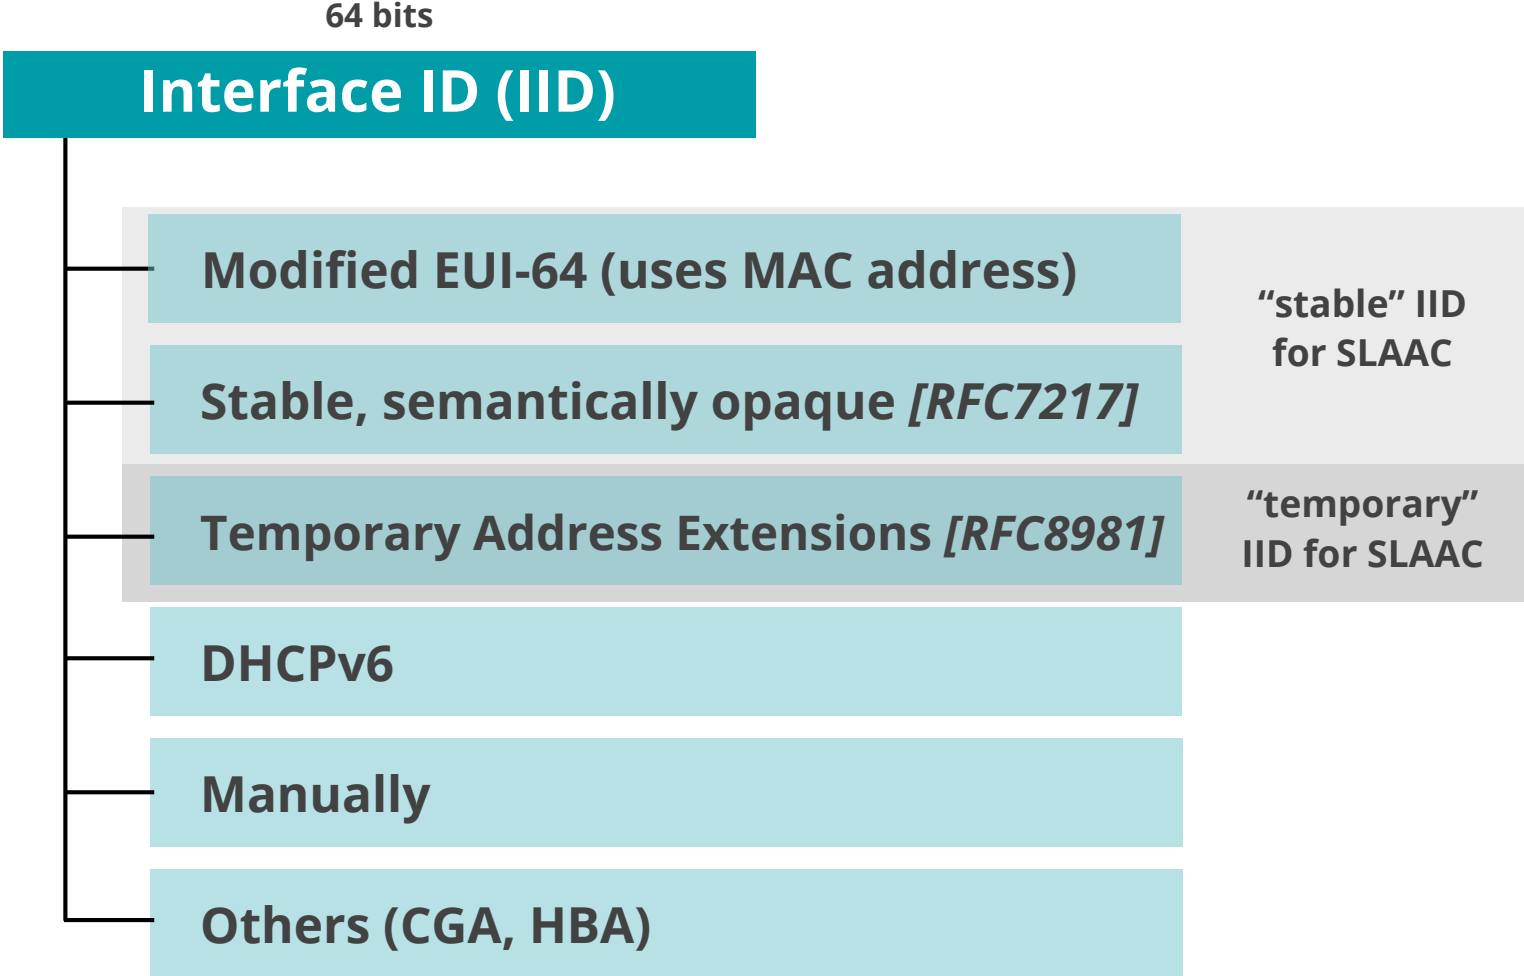 64 bits
Interface ID (IID)
Modified EUI-64 (uses MAC address)
“stable” IID
for SLAAC
Stable, semantically opaque [RFC7217]
Temporary Address Extensions [RFC8981]
“temporary”
IID for SLAAC
DHCPv6
Manually
Others (CGA, HBA)